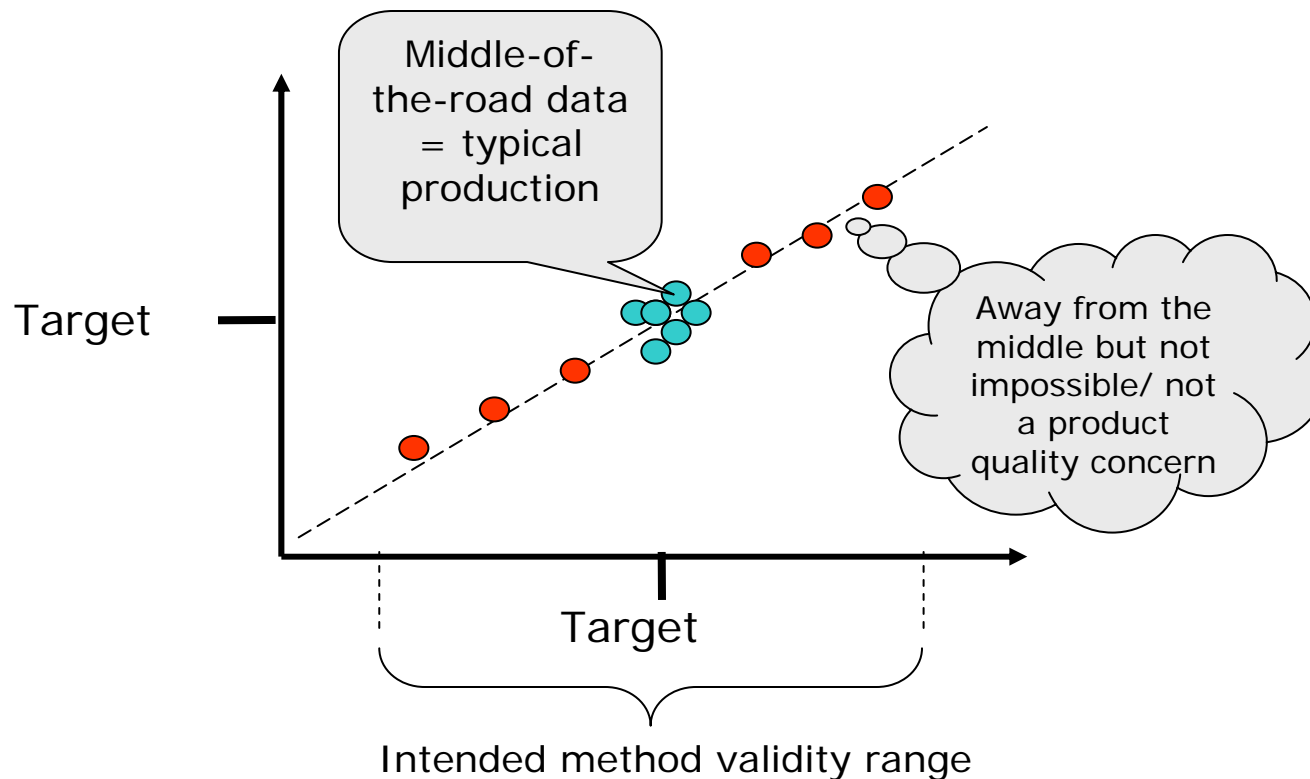 Middle-of-
the-road data
= typical
production
Target
Away from the
middle but not
impossible/ not
a product
quality concern
Target
Intended method validity range